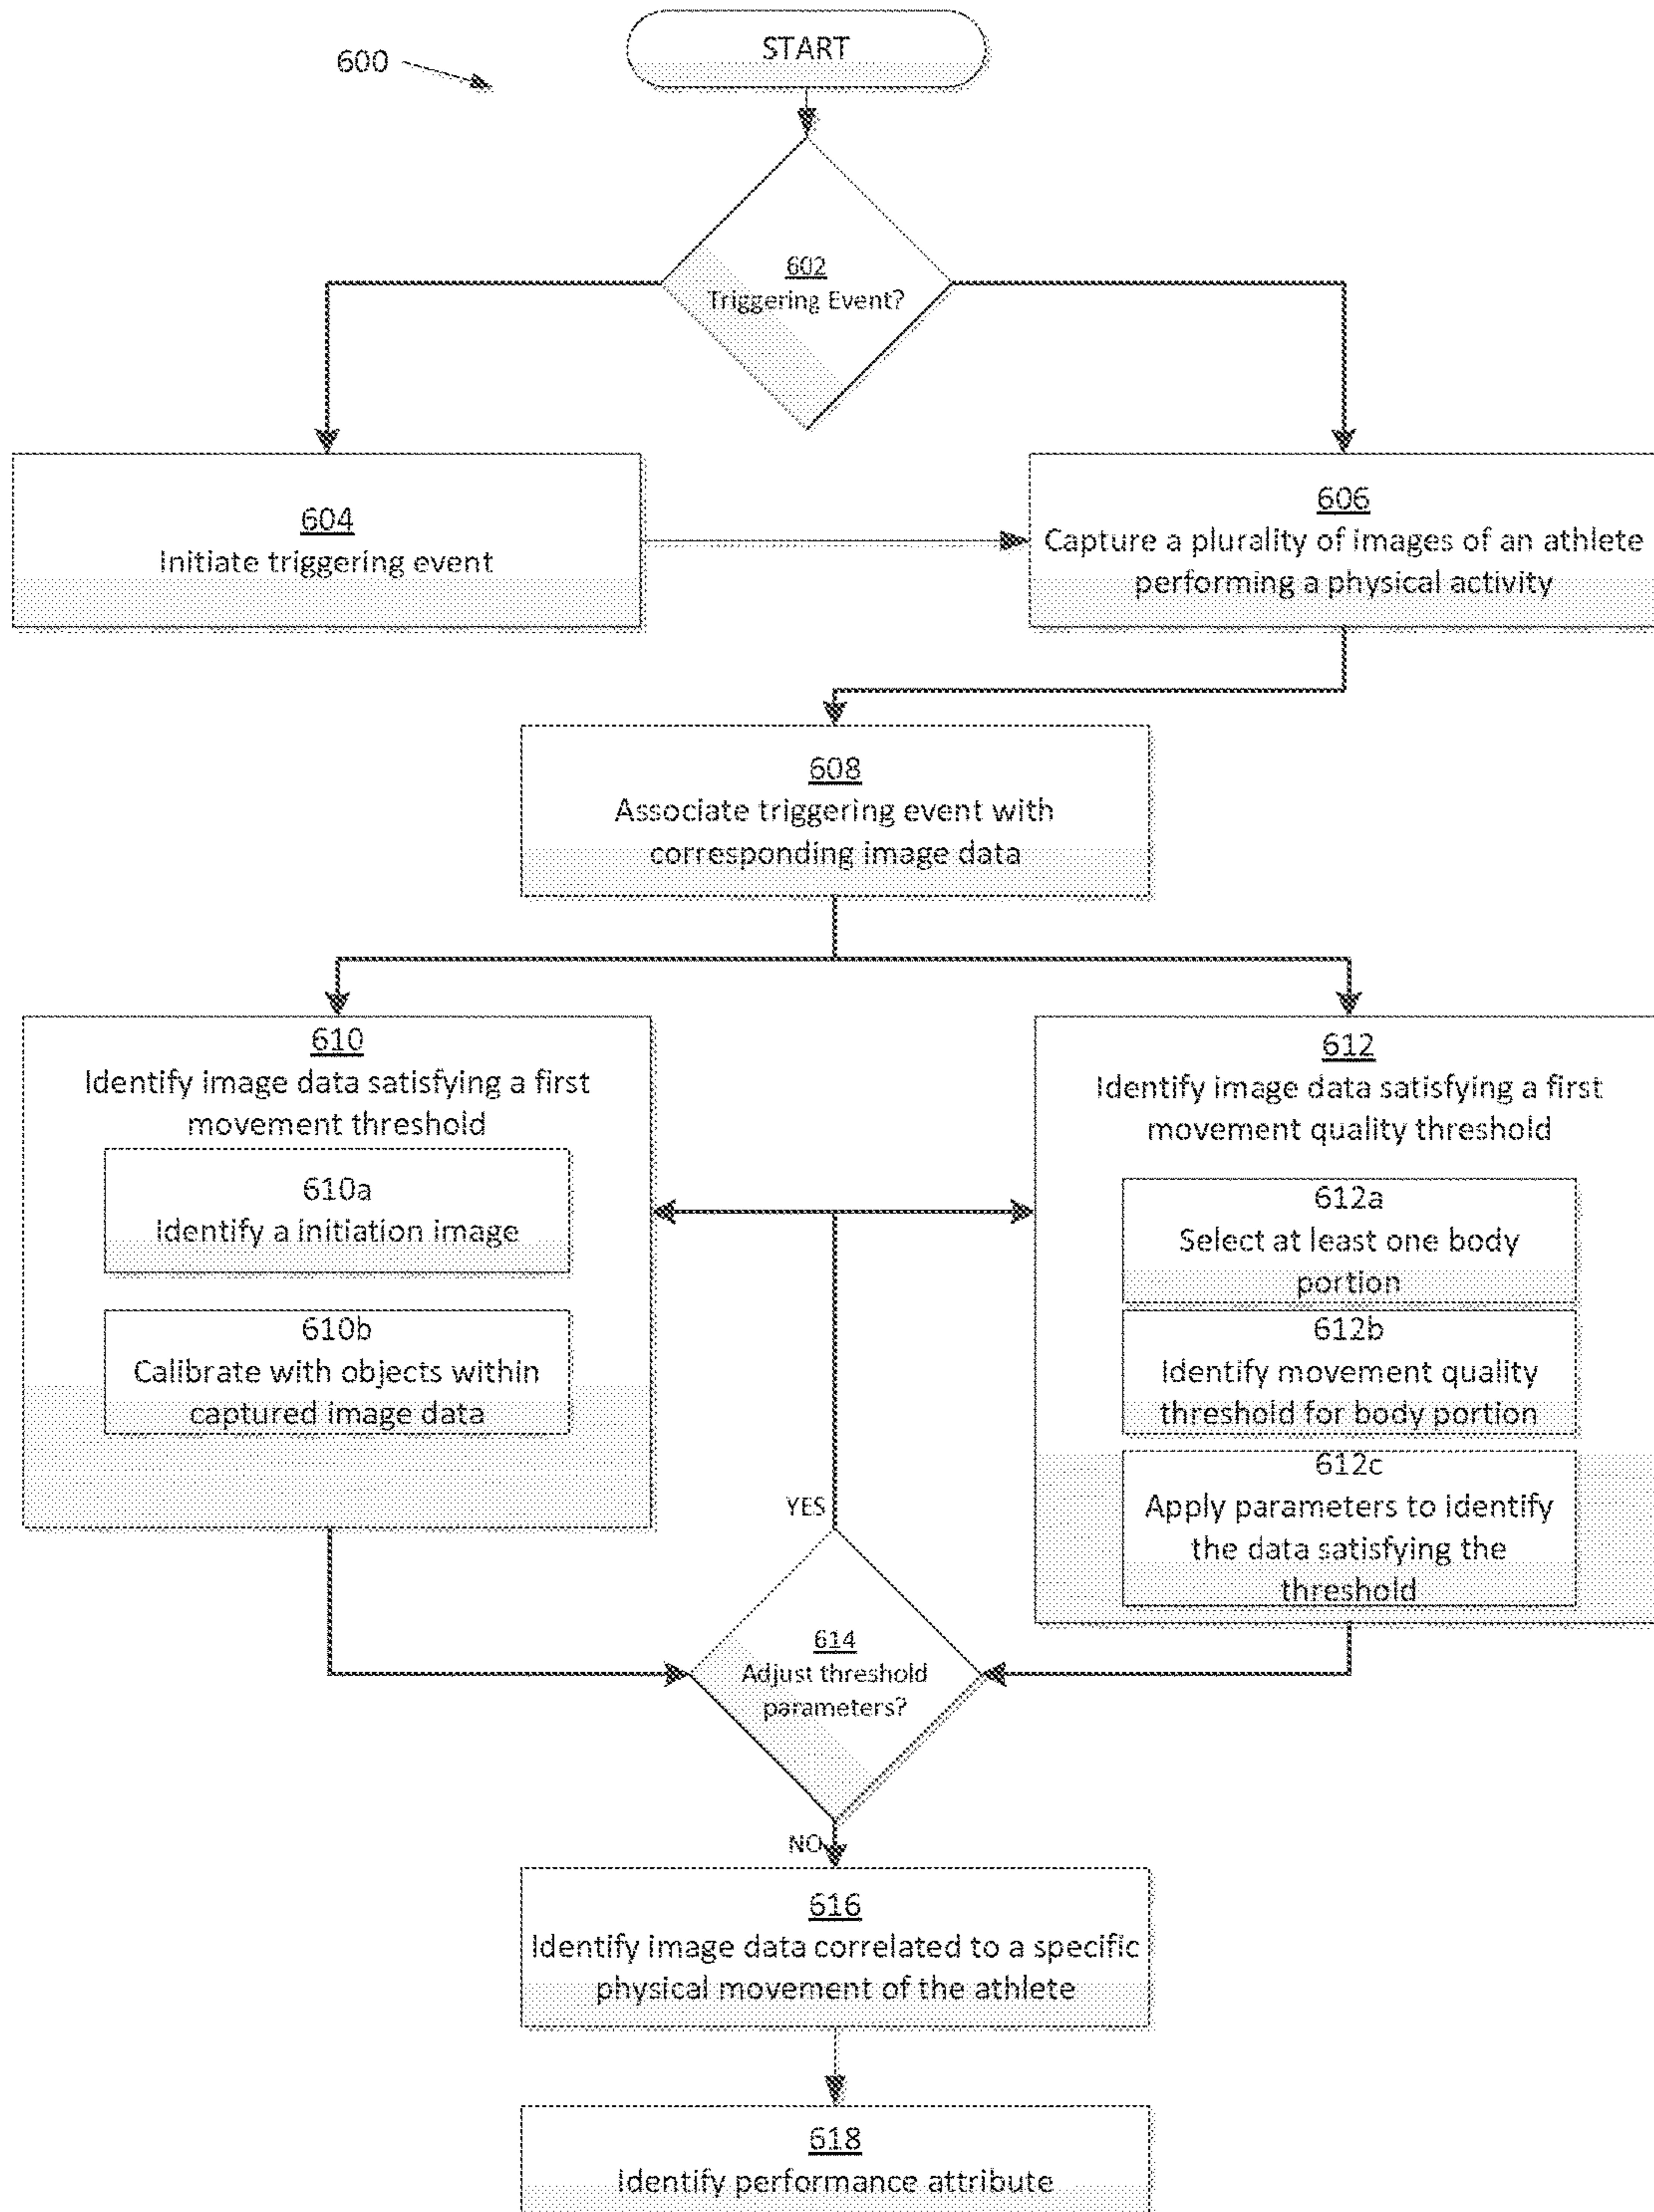 600
START
602
Triggering Event?
604
Initiate triggering event
606
Capture a plurality of images of an athlete
performing a physical activity
608
Associate triggering event with
corresponding image data
610
Identify image data satisfying a first
movement threshold
610a
Identify a initiation image
610b
Calibrate with objects within
captured image data
612
Identify image data satisfying a first
movement quality threshold
612a
Select at least one body
portion
612b
Identify movement quality
threshold for body portion
612c
Apply parameters to identify
the data satisfying the
threshold
YES
614
Adjust threshold
parameters?
NO
616
Identify image data correlated to a specific
physical movement of the athlete
618
Identify performance attribute